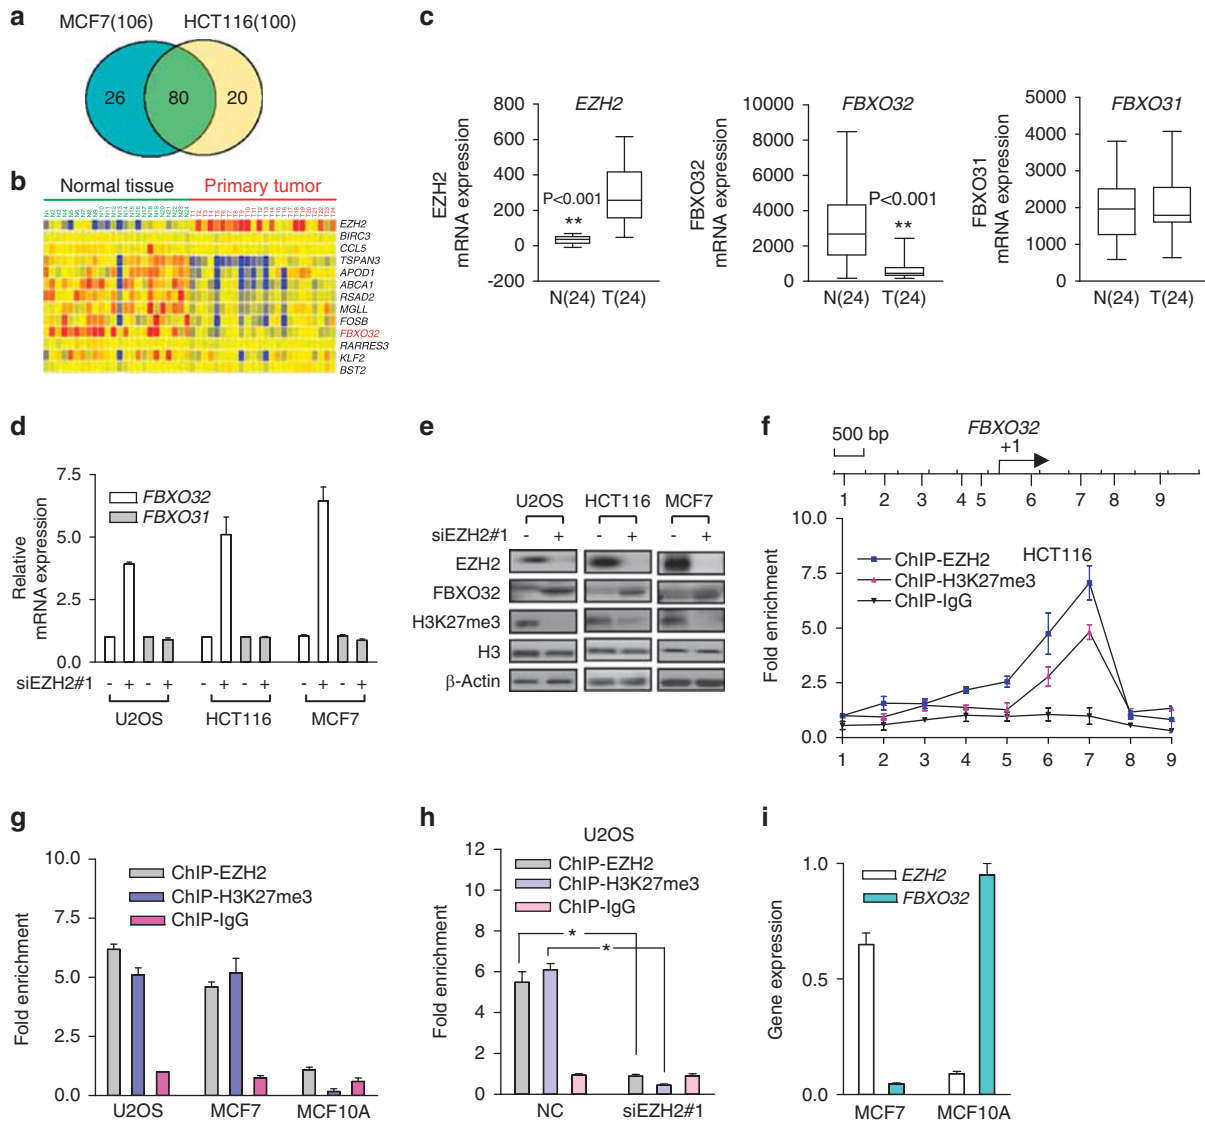 a
MCF7(106) HCT116(100)
26 80 20
b
Normal tissue Primary tumor
EZH2
BIRC3
CCL5
TSPAN3
APOD1
ABCA1
RSAD2
MGLL
FOSB
FBXO32
RARRES3
KLF2
BST2
c
EZH2
EZH2
mRNA expression
800
600
400
200
0
-200
P<0.001
**
N(24) T(24)
FBXO32
FBXO32
mRNA expression
10000
8000
6000
4000
2000
0
P<0.001
**
N(24) T(24)
FBXO31
FBXO31
mRNA expression
5000
4000
3000
2000
1000
0
N(24) T(24)
d
Relative
mRNA expression
7.5
5.0
2.5
0.0
FBXO32
FBXO31
siEZH2#1 - + - + - + - + - + - +
U2OS HCT116 MCF7
e
U2OS HCT116 MCF7
siEZH2#1 - + - + - +
EZH2
FBXO32
H3K27me3
H3
β-Actin
f
500 bp
FBXO32
+1
1 2 3 4 5 6 7 8 9
HCT116
Fold enrichment
10.0
7.5
5.0
2.5
0.0
ChIP-EZH2
ChIP-H3K27me3
ChIP-IgG
1 2 3 4 5 6 7 8 9
g
Fold enrichment
10.0
7.5
5.0
2.5
0.0
ChIP-EZH2
ChIP-H3K27me3
ChIP-IgG
U2OS MCF7 MCF10A
h
U2OS
Fold enrichment
12
10
8
6
4
2
0
ChIP-EZH2
ChIP-H3K27me3
ChIP-IgG
*
*
NC siEZH2#1
i
Gene expression
1.0
0.5
0.0
EZH2
FBXO32
MCF7 MCF10A